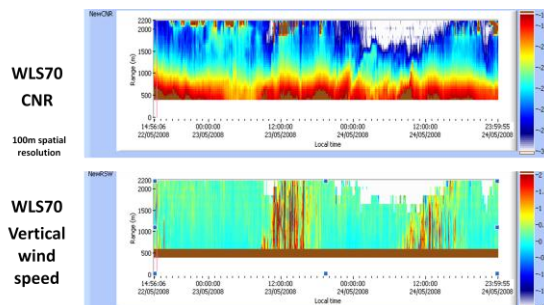 WLS70
CNR
100m spatial
resolution
NewCNR
Range (m)
2200
2000
1500
1000
500
0
14:56:06
22/05/2008
00:00:00
23/05/2008
12:00:00
23/05/2008
00:00:00
24/05/2008
12:00:00
24/05/2008
23:59:55
24/05/2008
Local time
WLS70
Vertical
wind
speed
NewRSW
Range (m)
2200
2000
1500
1000
500
0
14:56:06
22/05/2008
00:00:00
23/05/2008
12:00:00
23/05/2008
00:00:00
24/05/2008
12:00:00
24/05/2008
23:59:55
24/05/2008
Local time